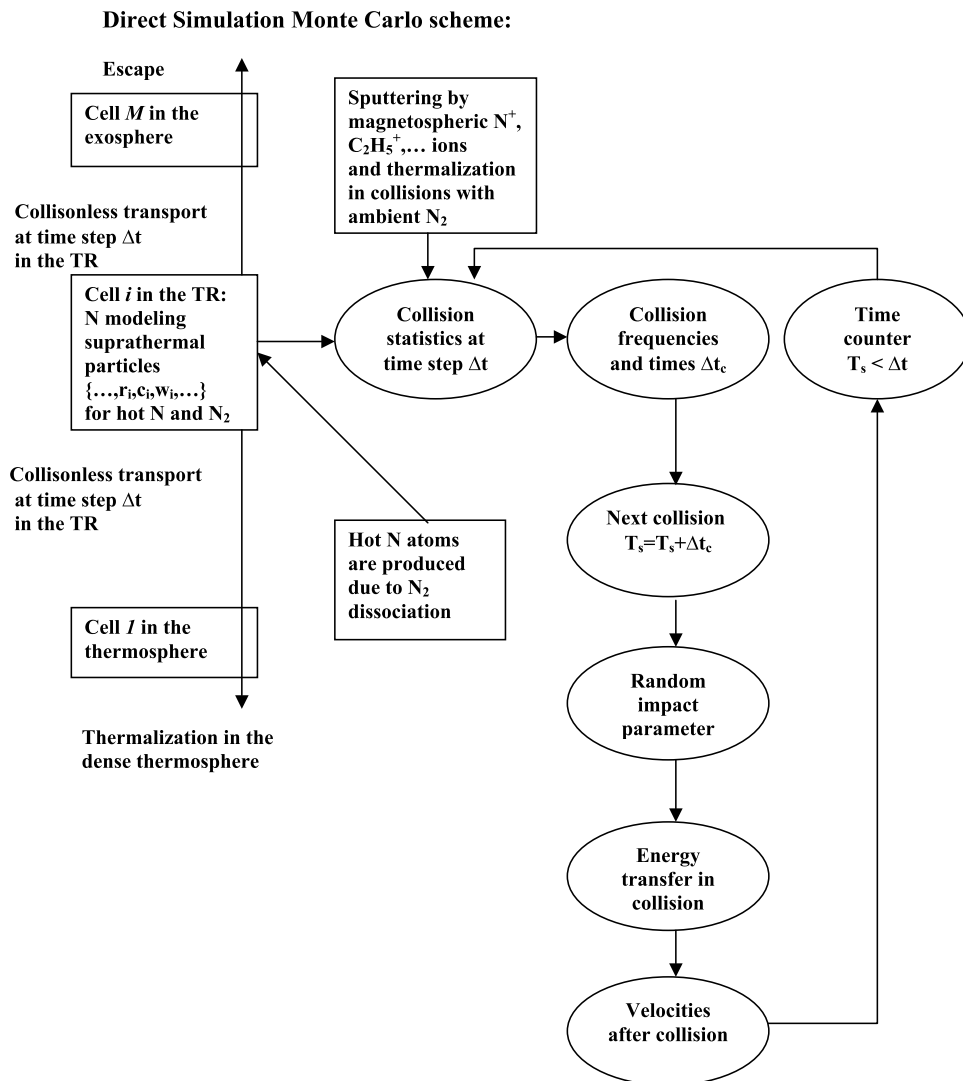 Direct Simulation Monte Carlo scheme:
Escape
Cell M in the
exosphere
Collisonless transport
at time step Δt
in the TR
Cell i in the TR:
N modeling
suprathermal
particles
{…,rᵢ,cᵢ,wᵢ,…}
for hot N and N₂
Collisonless transport
at time step Δt
in the TR
Cell 1 in the
thermosphere
Thermalization in the
dense thermosphere
Sputtering by
magnetospheric N⁺,
C₂H₅⁺,… ions
and thermalization
in collisions with
ambient N₂
Hot N atoms
are produced
due to N₂
dissociation
Collision
statistics at
time step Δt
Collision
frequencies
and times Δt_c
Time
counter
Tₛ < Δt
Next collision
Tₛ=Tₛ+Δt_c
Random
impact
parameter
Energy
transfer in
collision
Velocities
after collision